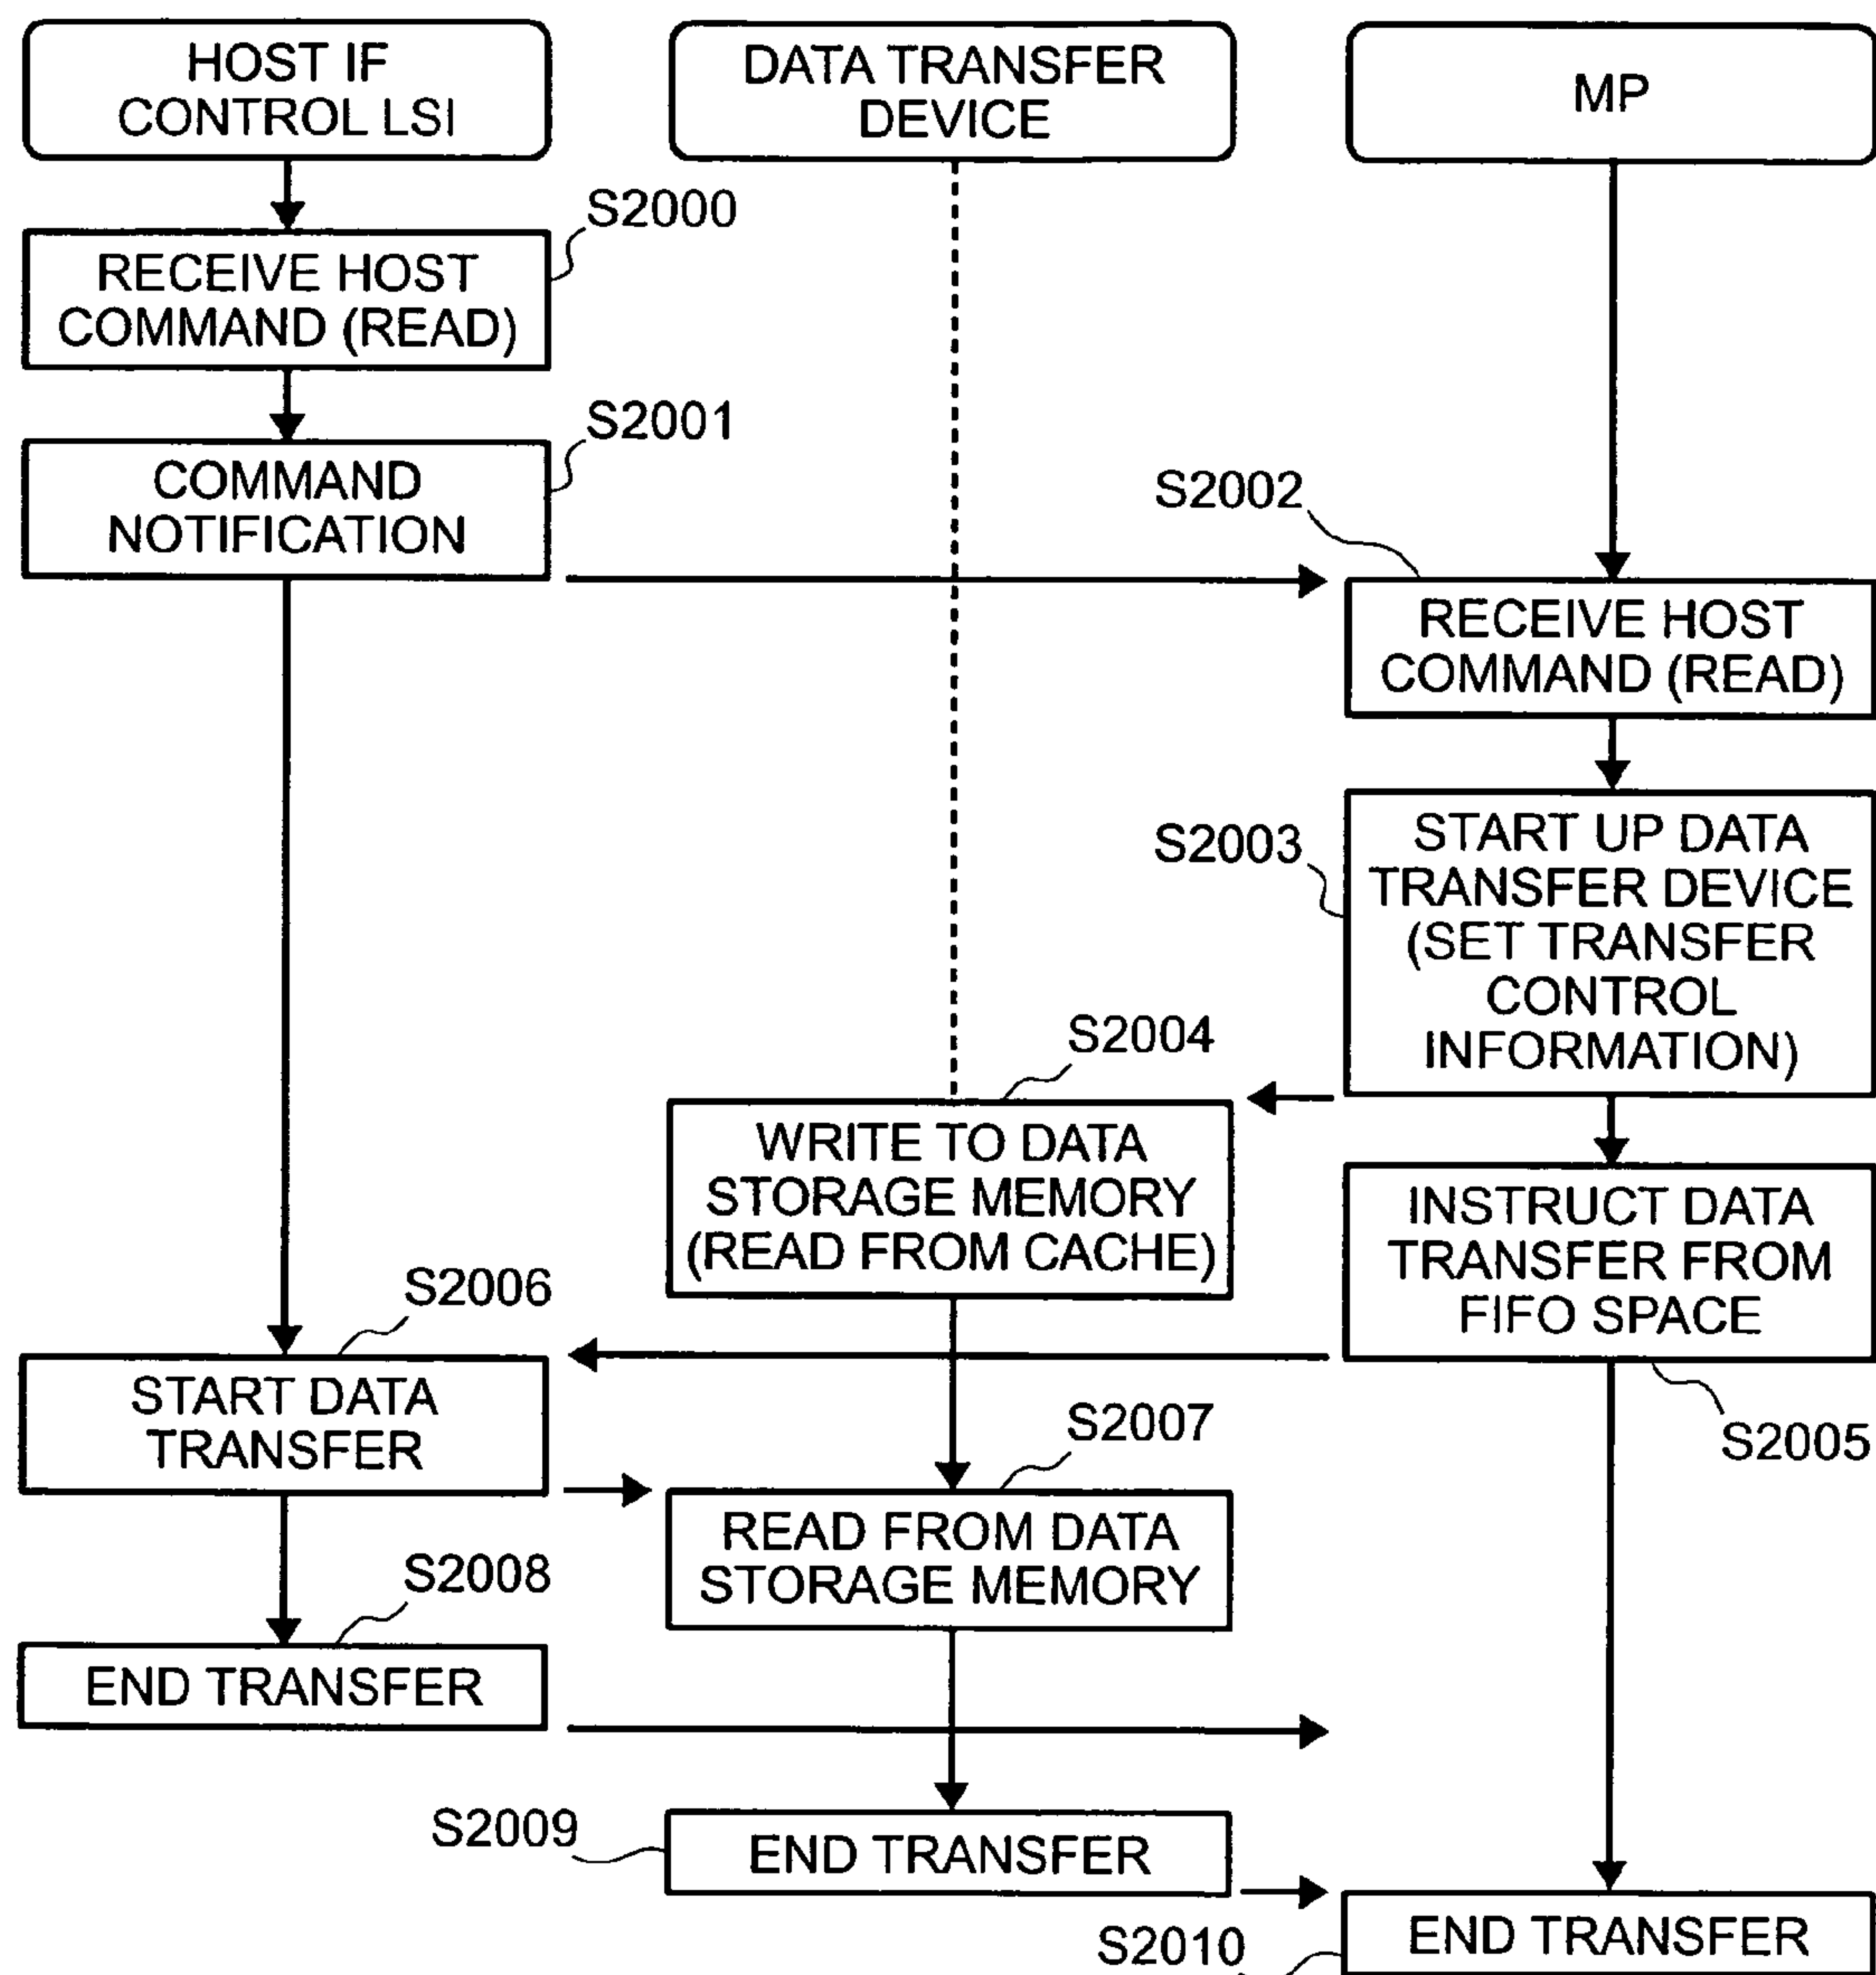 HOST IF
CONTROL LSI
DATA TRANSFER
DEVICE
MP
S2000
RECEIVE HOST
COMMAND (READ)
S2001
COMMAND
NOTIFICATION
S2002
RECEIVE HOST
COMMAND (READ)
S2003
START UP DATA
TRANSFER DEVICE
(SET TRANSFER
CONTROL
INFORMATION)
S2004
WRITE TO DATA
STORAGE MEMORY
(READ FROM CACHE)
INSTRUCT DATA
TRANSFER FROM
FIFO SPACE
S2005
S2006
START DATA
TRANSFER
S2007
READ FROM DATA
STORAGE MEMORY
S2008
END TRANSFER
S2009
END TRANSFER
S2010
END TRANSFER